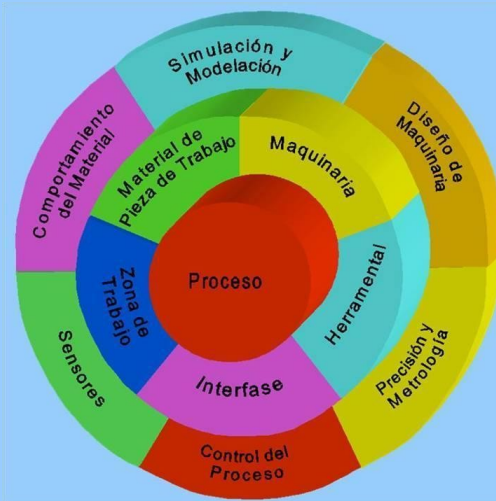 Simulación y
Modelación
Diseño de
Maquinaria
Precisión y
Metrología
Control del
Proceso
Sensores
Comportamiento
del Material
Material de
Pieza de Trabajo
Maquinaria
Herramental
Interfase
Zona de
Trabajo
Proceso